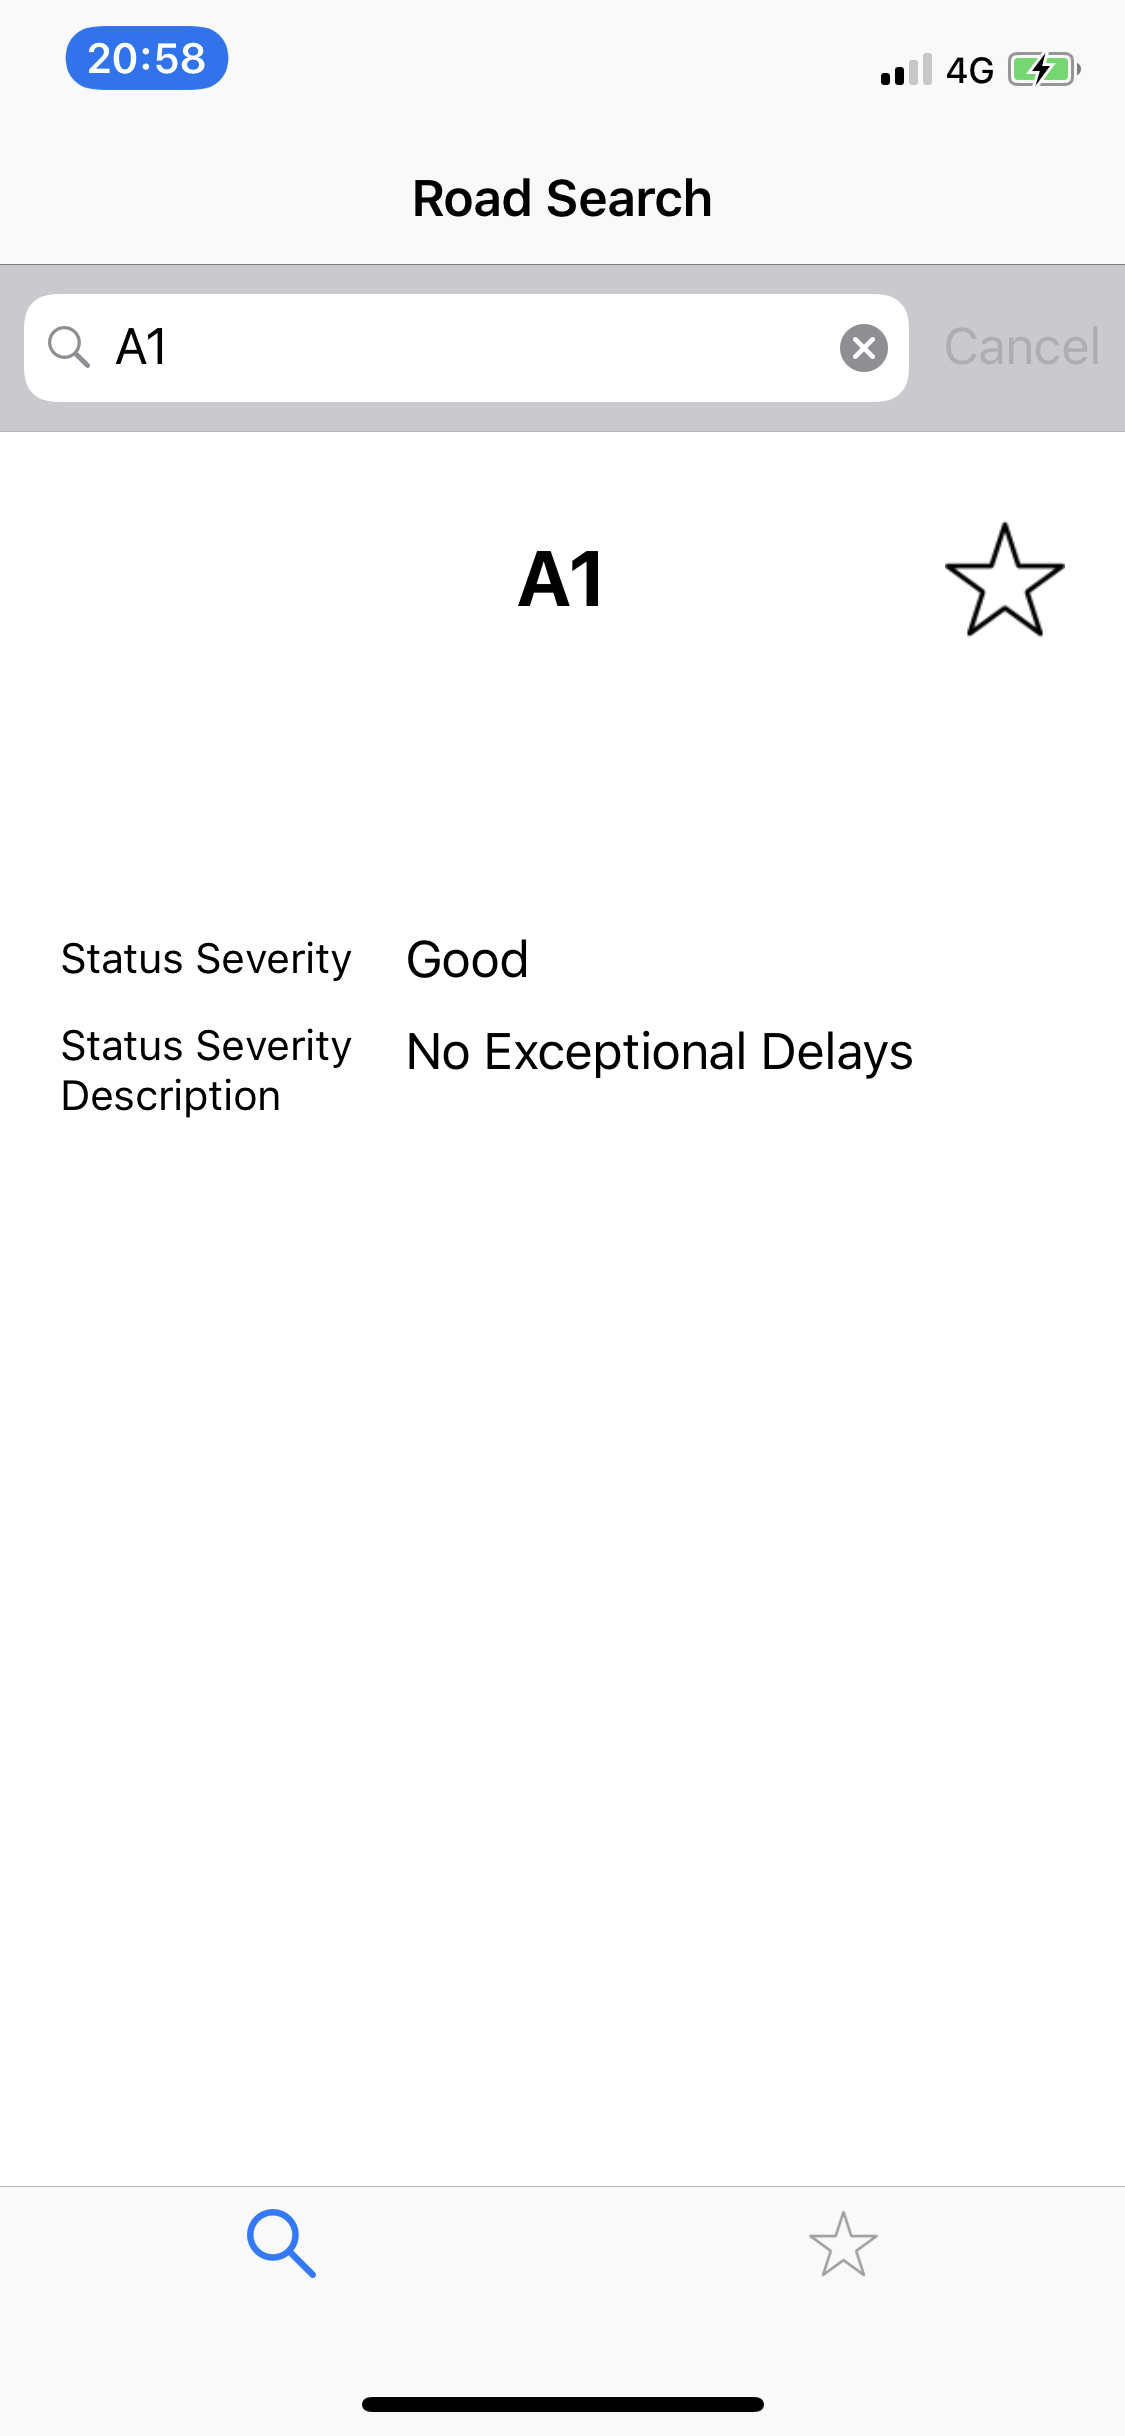 20:58
4G
Road Search
A1
Cancel
A1
Status Severity
Good
Status Severity
Description
No Exceptional Delays